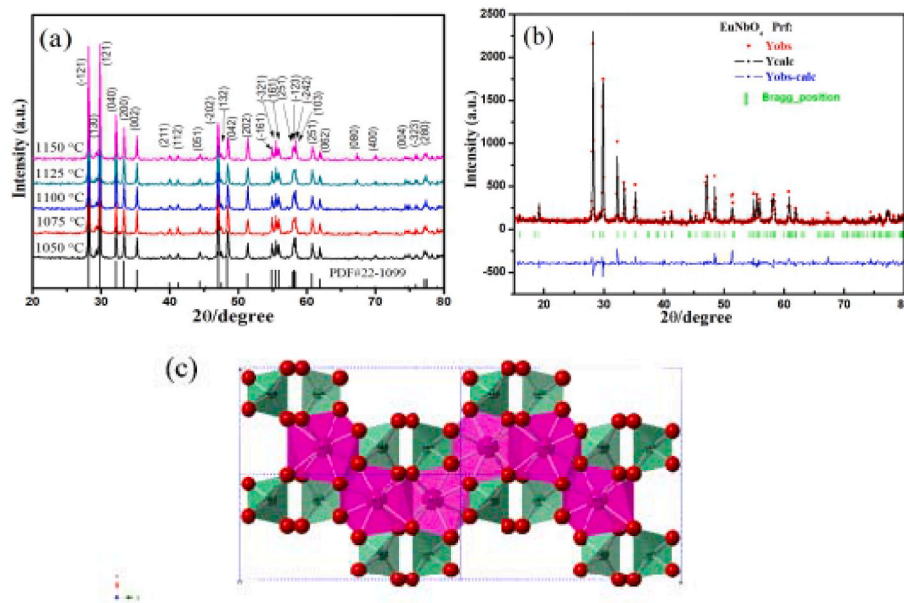 (a)
(-121)
(130)
(121)
(040)
(200)
(002)
(211)
(112)
(051)
(-202)
(132)
(042)
(202)
(-161)
(-321)
(161)
(251)
(-123)
(-242)
(251)
(103)
(062)
(080)
(400)
(004)
(-323)
(280)
1150 °C
1125 °C
1100 °C
1075 °C
1050 °C
PDF#22-1099
Intensity (a.u.)
20 30 40 50 60 70 80
2θ/degree
(b)
EuNbO₄ Prf:
Yobs
Ycalc
Yobs-calc
Bragg_position
2500
2000
1500
1000
500
0
-500
Intensity (a.u.)
20 30 40 50 60 70 80
2θ/degree
(c)